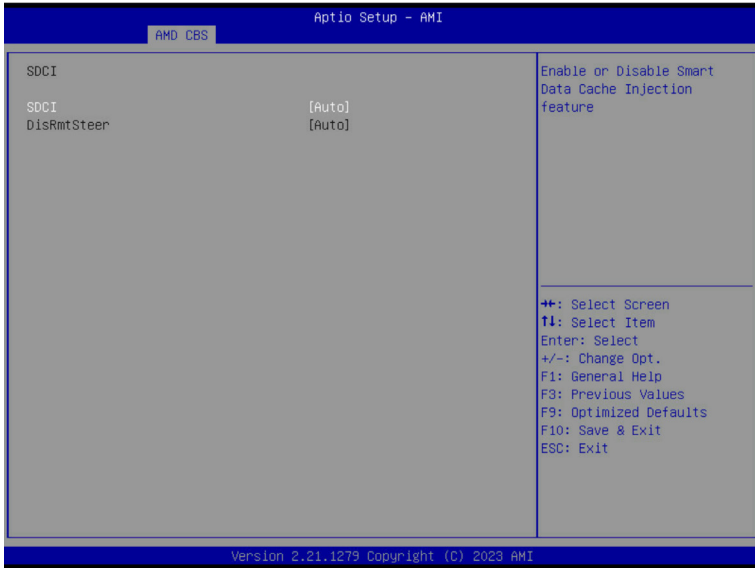 Aptio Setup – AMI
AMD CBS
SDCI
SDCI [Auto]
DisRmtSteer [Auto]
Enable or Disable Smart
Data Cache Injection
feature
→←: Select Screen
↑↓: Select Item
Enter: Select
+/-: Change Opt.
F1: General Help
F3: Previous Values
F9: Optimized Defaults
F10: Save & Exit
ESC: Exit
Version 2.21.1279 Copyright (C) 2023 AMI